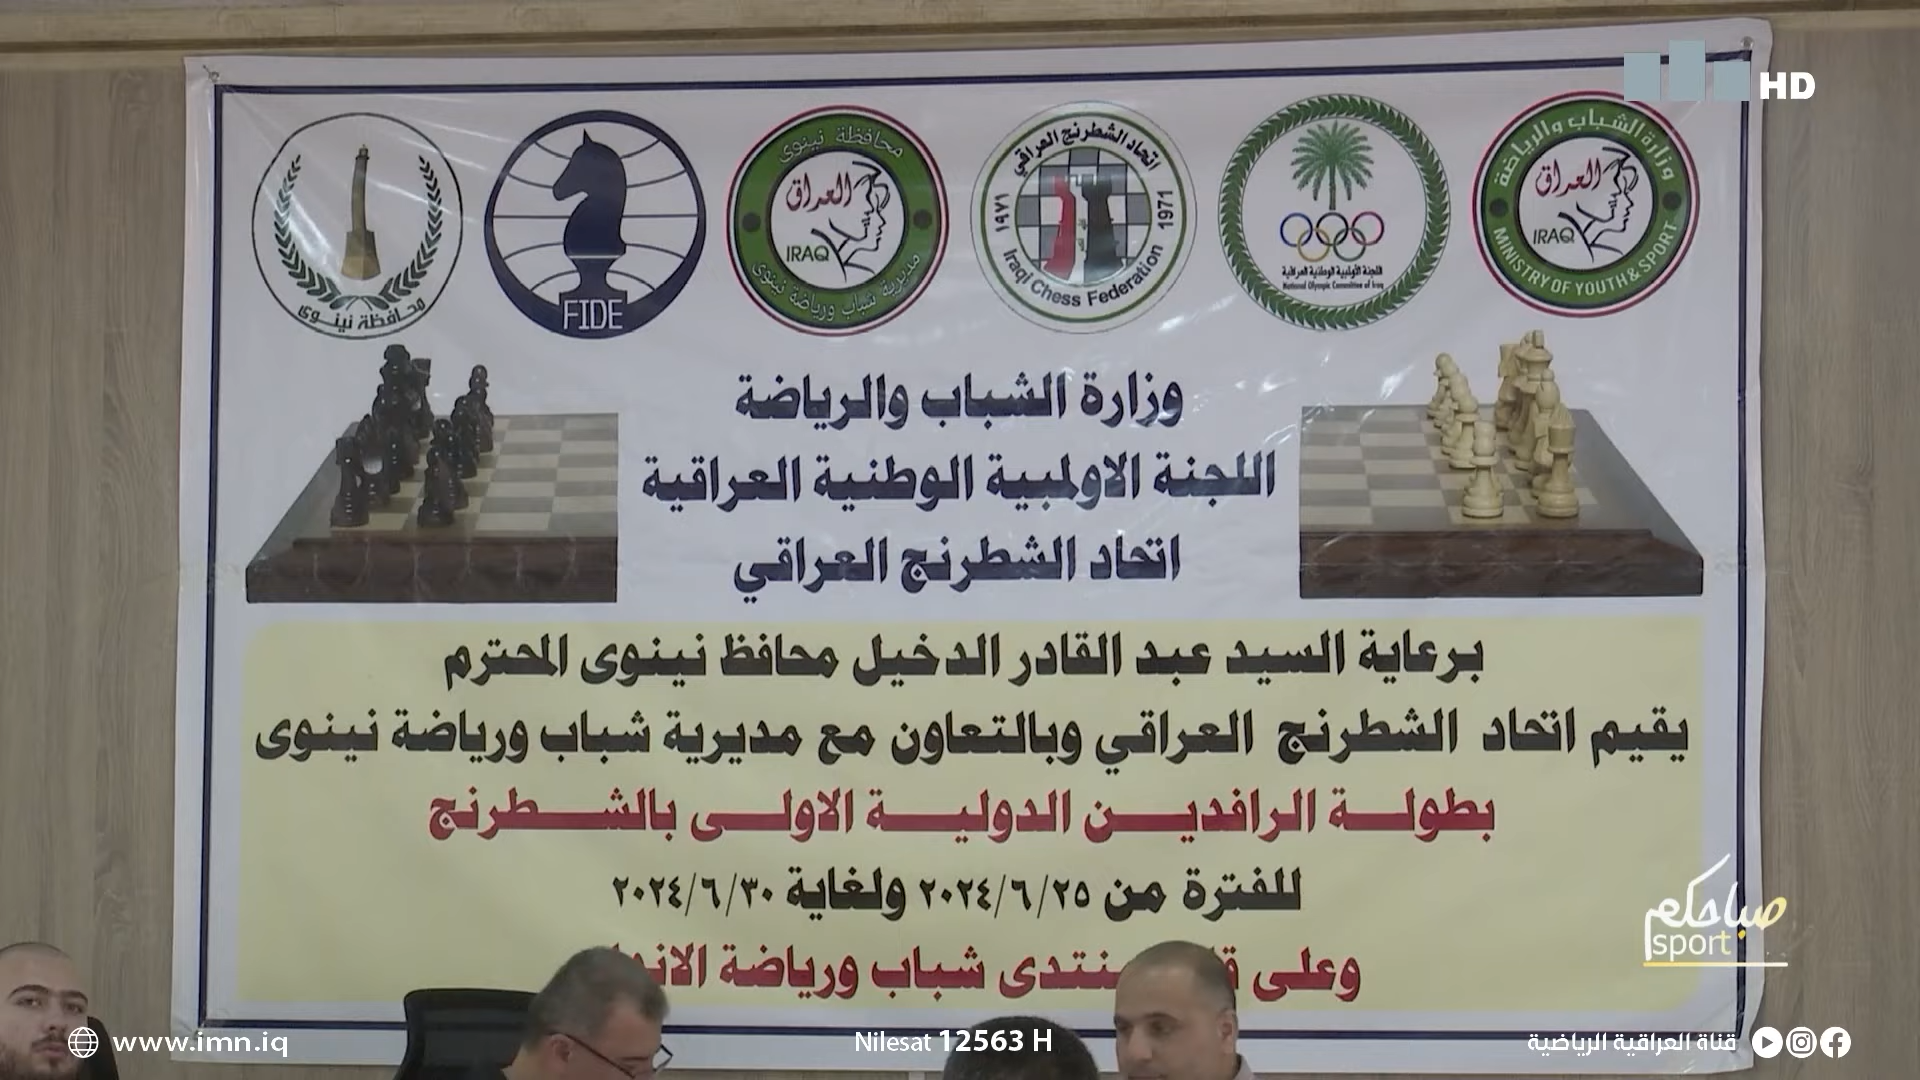 HD
وزارة الشباب والرياضة
العراق
IRAQ
MINISTRY OF YOUTH & SPORT
اللجنة الأولمبية الوطنية العراقية
National Olympic Committee of Iraq
اتحاد الشطرنج العراقي
١٩٧١
1971
Iraqi Chess Federation
محافظة نينوى
العراق
IRAQ
مديرية شباب ورياضة نينوى
FIDE
محافظة نينوى
وزارة الشباب والرياضة
اللجنة الاولمبية الوطنية العراقية
اتحاد الشطرنج العراقي
برعاية السيد عبد القادر الدخيل محافظ نينوى المحترم
يقيم اتحاد الشطرنج العراقي وبالتعاون مع مديرية شباب ورياضة نينوى
بطولة الرافدين الدولية الاولى بالشطرنج
للفترة من ٢٠٢٤/٦/٢٥ ولغاية ٢٠٢٤/٦/٣٠
وعلى منتدى شباب ورياضة
صباحكم
sport
www.imn.iq
Nilesat 12563 H
قناة العراقية الرياضية